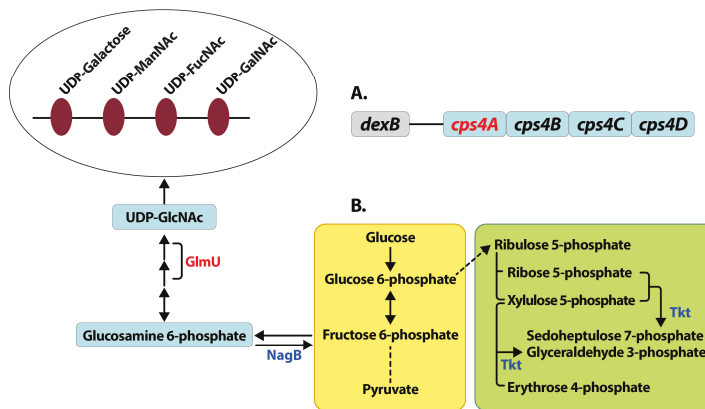 UDP-Galactose
UDP-ManNAc
UDP-FucNAc
UDP-GalNAc
A.
dexB
cps4A
cps4B
cps4C
cps4D
UDP-GlcNAc
GlmU
Glucosamine 6-phosphate
NagB
B.
Glucose
Glucose 6-phosphate
Fructose 6-phosphate
Pyruvate
Ribulose 5-phosphate
Ribose 5-phosphate
Xylulose 5-phosphate
Tkt
Sedoheptulose 7-phosphate
Glyceraldehyde 3-phosphate
Tkt
Erythrose 4-phosphate